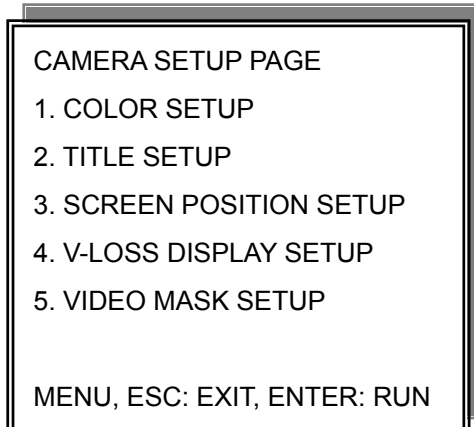 CAMERA SETUP PAGE
1. COLOR SETUP
2. TITLE SETUP
3. SCREEN POSITION SETUP
4. V-LOSS DISPLAY SETUP
5. VIDEO MASK SETUP
MENU, ESC: EXIT, ENTER: RUN